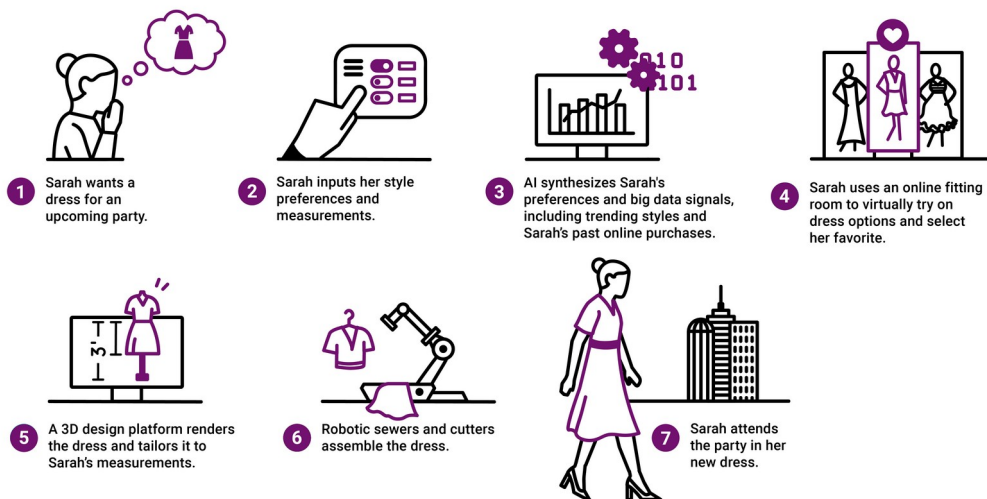 010
101
1
Sarah wants a
dress for an
upcoming party.
2
Sarah inputs her style
preferences and
measurements.
3
AI synthesizes Sarah's
preferences and big data signals,
including trending styles and
Sarah's past online purchases.
4
Sarah uses an online fitting
room to virtually try on
dress options and select
her favorite.
3'
5
A 3D design platform renders
the dress and tailors it to
Sarah's measurements.
6
Robotic sewers and cutters
assemble the dress.
7
Sarah attends
the party in her
new dress.